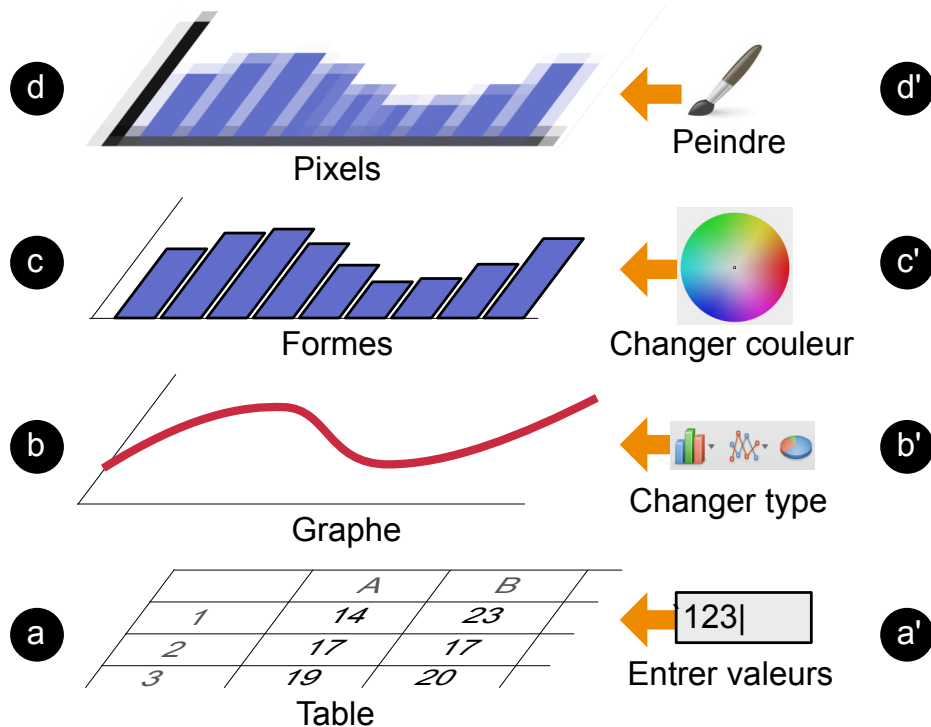 d
d'
Peindre
Pixels
c
c'
Formes
Changer couleur
b
b'
Changer type
Graphe
A B
1 14 23
2 17 17
3 19 20
a
`123|
a'
Entrer valeurs
Table